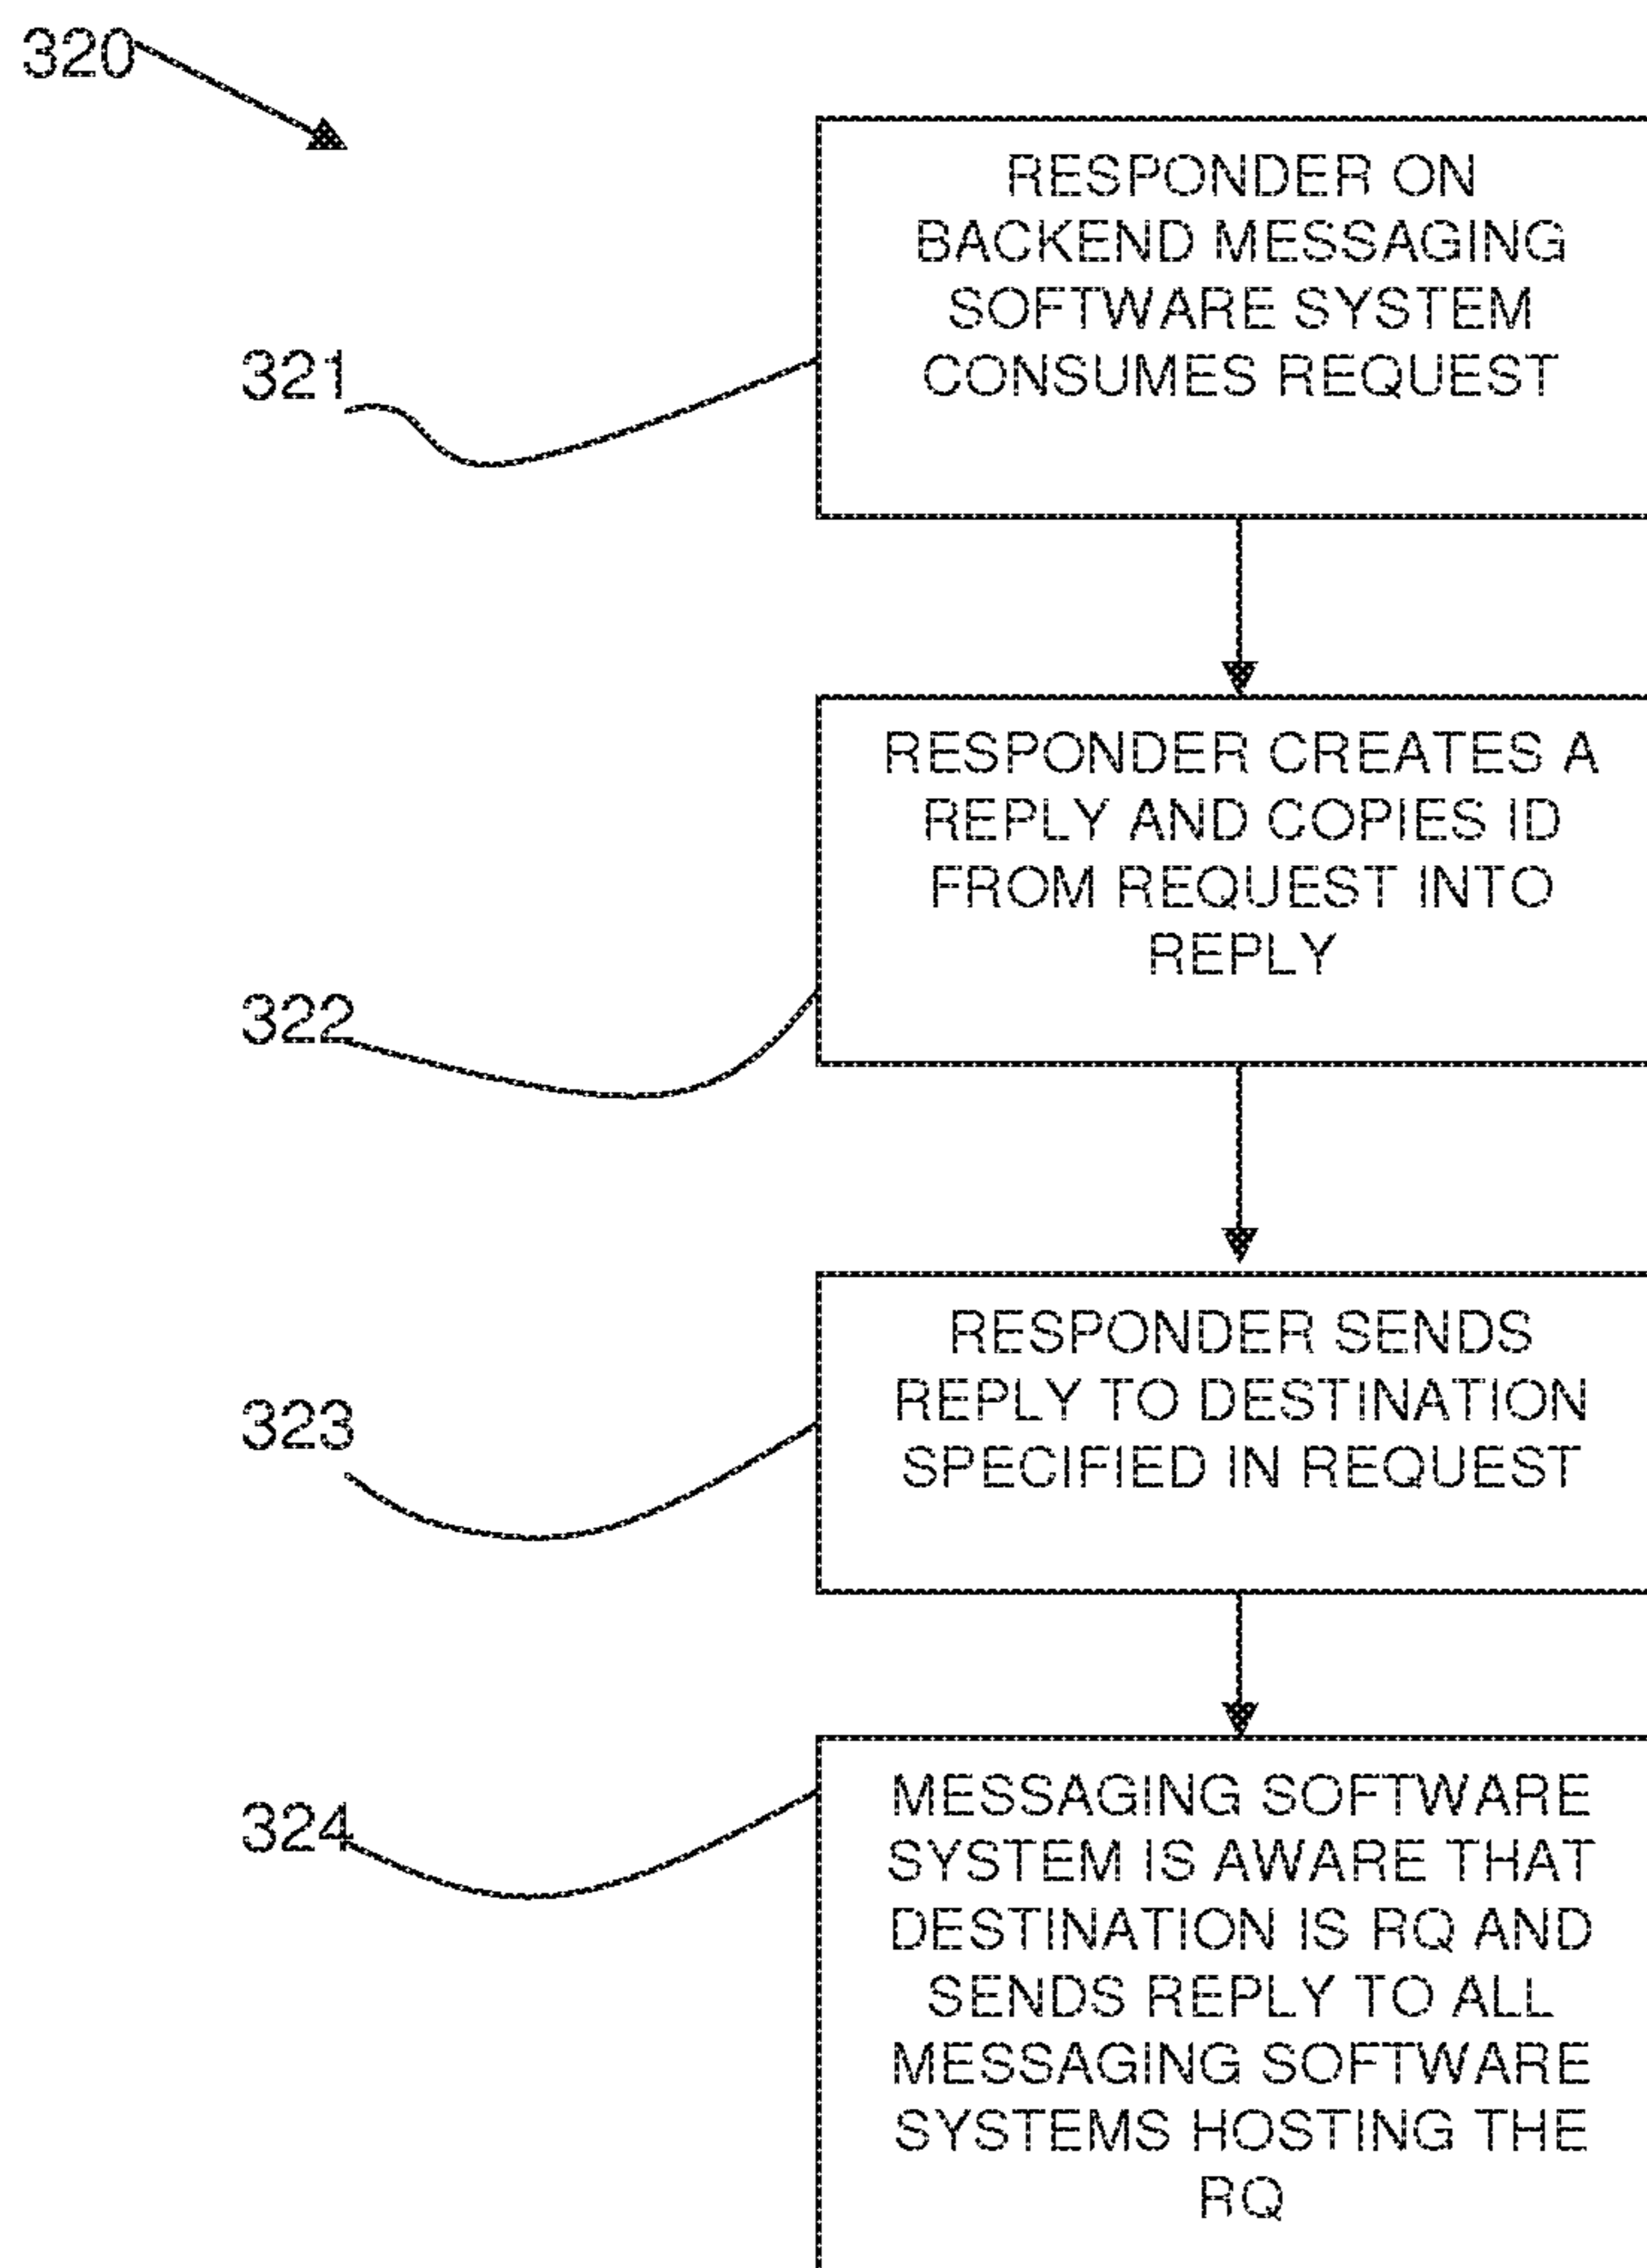 320
RESPONDER ON
BACKEND MESSAGING
SOFTWARE SYSTEM
CONSUMES REQUEST
321
RESPONDER CREATES A
REPLY AND COPIES ID
FROM REQUEST INTO
REPLY
322
RESPONDER SENDS
REPLY TO DESTINATION
SPECIFIED IN REQUEST
323
MESSAGING SOFTWARE
SYSTEM IS AWARE THAT
DESTINATION IS RQ AND
SENDS REPLY TO ALL
MESSAGING SOFTWARE
SYSTEMS HOSTING THE
RQ
324